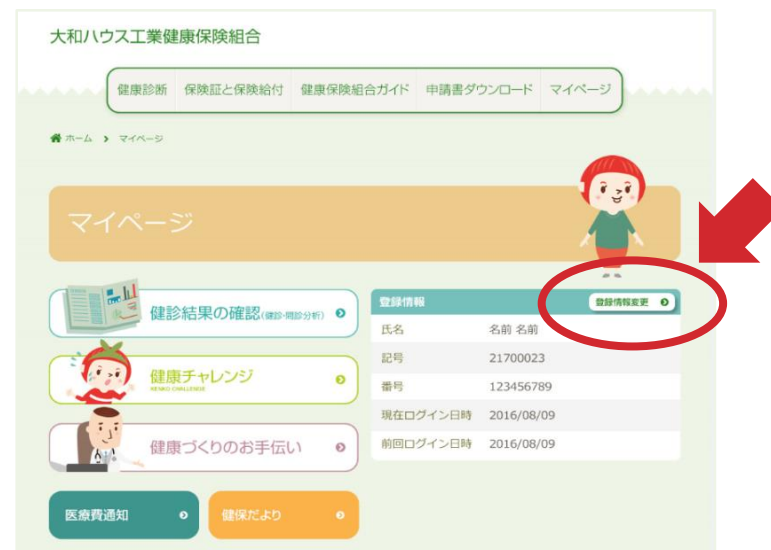 大和ハウス工業健康保険組合
健康診断 保険証と保険給付 健康保険組合ガイド 申請書ダウンロード マイページ
ホーム > マイページ
マイページ
健診結果の確認(健診・問診分析)
健康チャレンジ
KENKO CHALLENGE
健康づくりのお手伝い
医療費通知
健保だより
登録情報 登録情報変更
氏名 名前 名前
記号 21700023
番号 123456789
現在ログイン日時 2016/08/09
前回ログイン日時 2016/08/09